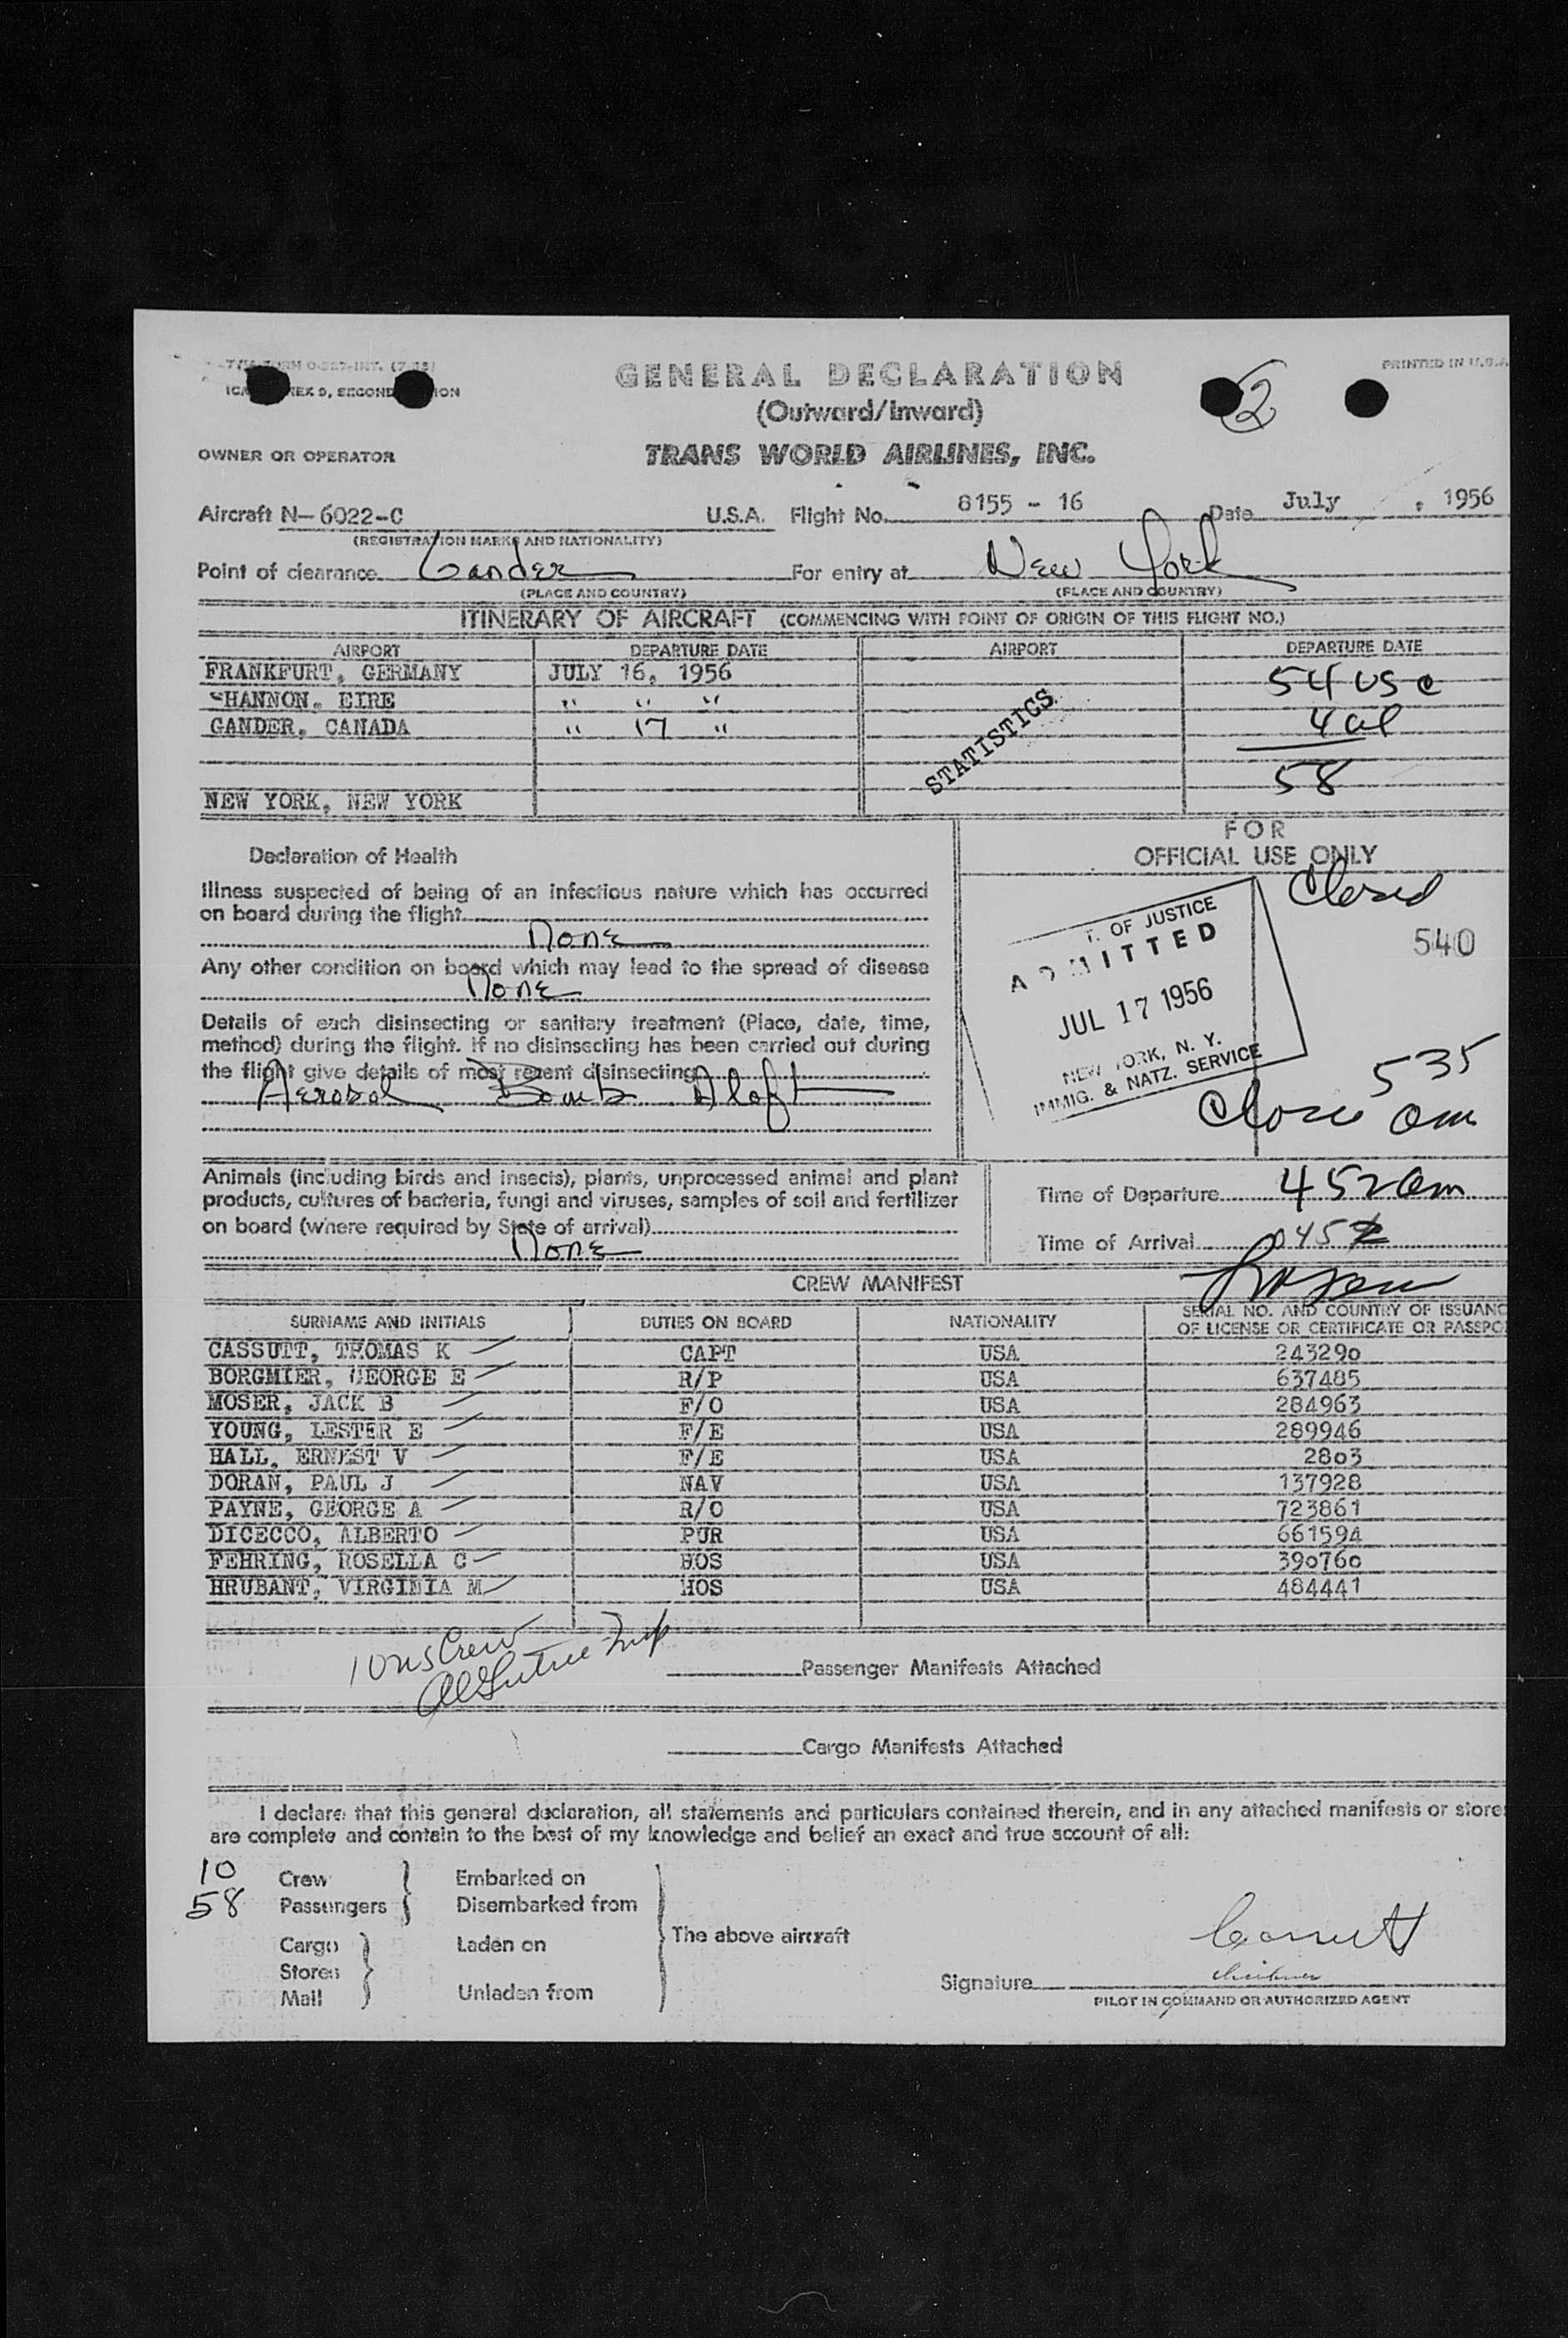 GENERAL DECLARATION
PRINTED IN U.S.A.
(Outward/Inward)
2
OWNER OR OPERATOR
TRANS WORLD AIRLINES, INC.
Aircraft N-6022-C U.S.A. Flight No. 8155 - 16 Date July , 1956
(REGISTRATION MARKS AND NATIONALITY)
Point of clearance Gander For entry at New York
(PLACE AND COUNTRY) (PLACE AND COUNTRY)
ITINERARY OF AIRCRAFT (COMMENCING WITH POINT OF ORIGIN OF THIS FLIGHT NO.)
AIRPORT DEPARTURE DATE AIRPORT DEPARTURE DATE
FRANKFURT, GERMANY JULY 16, 1956 54 USC
SHANNON, EIRE " " "
GANDER, CANADA " 17 " 4 al
STATISTICS
58
NEW YORK, NEW YORK
FOR
OFFICIAL USE ONLY
Declaration of Health
Illness suspected of being of an infectious nature which has occurred
on board during the flight
None
Any other condition on board which may lead to the spread of disease
None
Details of each disinsecting or sanitary treatment (Place, date, time,
method) during the flight. If no disinsecting has been carried out during
the flight give details of most recent disinsecting
Aerosol Bomb Aloft
Closed
540
T. OF JUSTICE
ADMITTED
JUL 17 1956
NEW YORK, N. Y.
IMMIG. & NATZ. SERVICE
535
Close am
Animals (including birds and insects), plants, unprocessed animal and plant
products, cultures of bacteria, fungi and viruses, samples of soil and fertilizer
on board (where required by State of arrival)
None
Time of Departure 452 am
Time of Arrival 0452
CREW MANIFEST
SURNAME AND INITIALS DUTIES ON BOARD NATIONALITY SERIAL NO. AND COUNTRY OF ISSUANC
OF LICENSE OR CERTIFICATE OR PASSPO
CASSUTT, THOMAS K CAPT USA 243290
BORGMIER, GEORGE E R/P USA 637485
MOSER, JACK B F/O USA 284963
YOUNG, LESTER E F/E USA 289946
HALL, ERNEST V F/E USA 2803
DORAN, PAUL J NAV USA 137928
PAYNE, GEORGE A R/O USA 723861
DICECCO, ALBERTO PUR USA 661594
FEHRING, ROSELLA C HOS USA 390760
HRUBANT, VIRGINIA M HOS USA 484441
10 US Crew
Passenger Manifests Attached
Cargo Manifests Attached
I declare that this general declaration, all statements and particulars contained therein, and in any attached manifests or store
are complete and contain to the best of my knowledge and belief an exact and true account of all:
10 Crew Embarked on
58 Passengers Disembarked from
The above aircraft
Cargo Laden on
Stores
Mail Unladen from
Signature
PILOT IN COMMAND OR AUTHORIZED AGENT